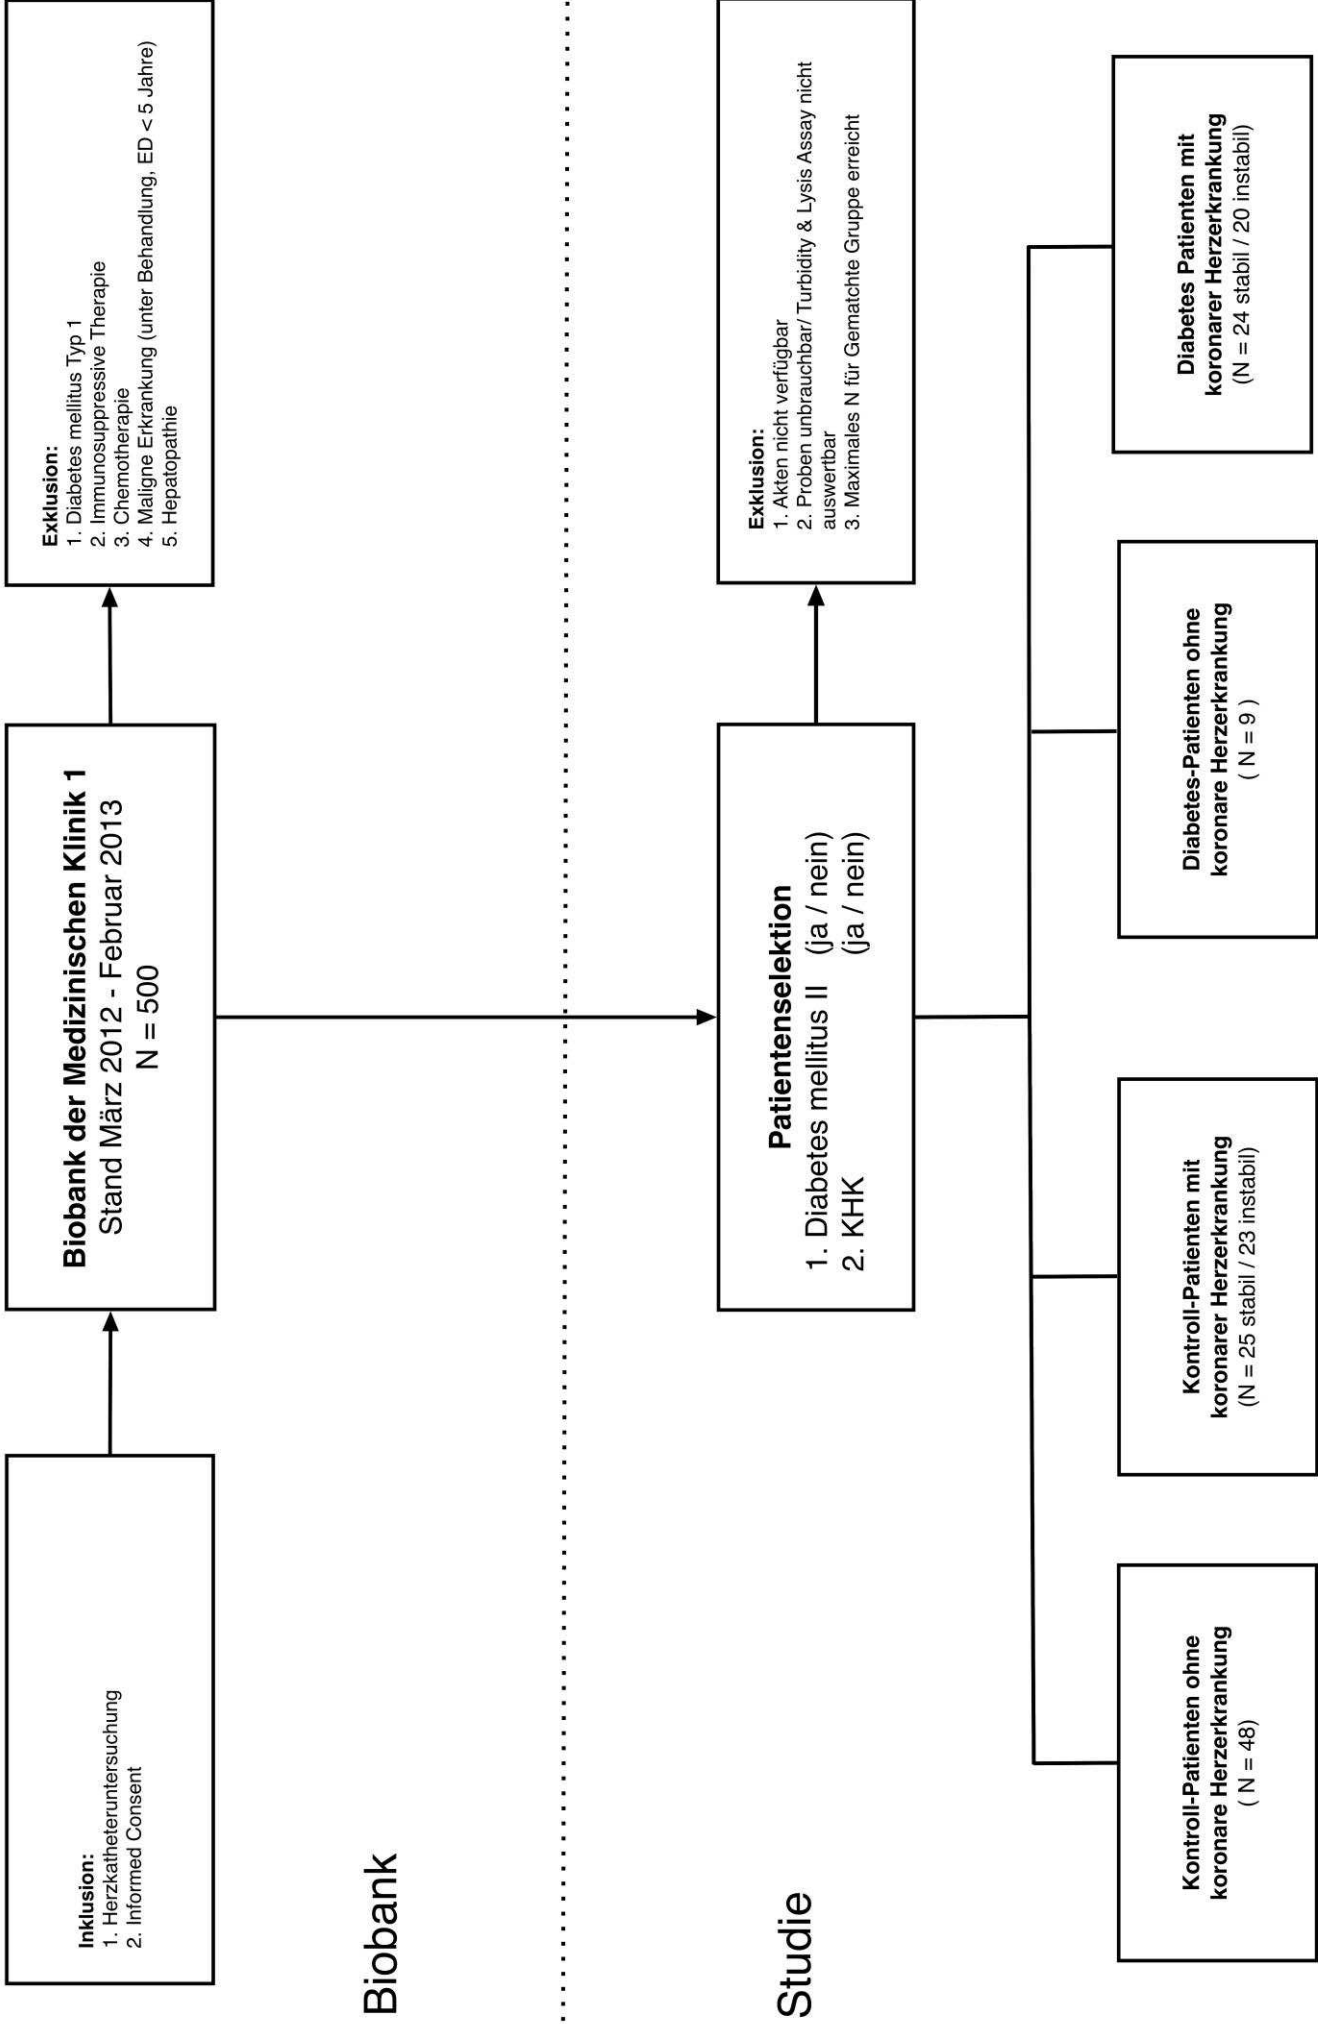 Inklusion:
1. Herzkatheteruntersuchung
2. Informed Consent
Biobank der Medizinischen Klinik 1
Stand März 2012 - Februar 2013
N = 500
Exklusion:
1. Diabetes mellitus Typ 1
2. Immunosuppressive Therapie
3. Chemotherapie
4. Maligne Erkrankung (unter Behandlung, ED < 5 Jahre)
5. Hepatopathie
Biobank
Studie
Patientenselektion
1. Diabetes mellitus II (ja / nein)
2. KHK (ja / nein)
Exklusion:
1. Akten nicht verfügbar
2. Proben unbrauchbar/ Turbidity & Lysis Assay nicht
auswertbar
3. Maximales N für Gematchte Gruppe erreicht
Kontroll-Patienten ohne
koronare Herzerkrankung
( N = 48)
Kontroll-Patienten mit
koronarer Herzerkrankung
(N = 25 stabil / 23 instabil)
Diabetes-Patienten ohne
koronare Herzerkrankung
( N = 9 )
Diabetes Patienten mit
koronarer Herzerkrankung
(N = 24 stabil / 20 instabil)